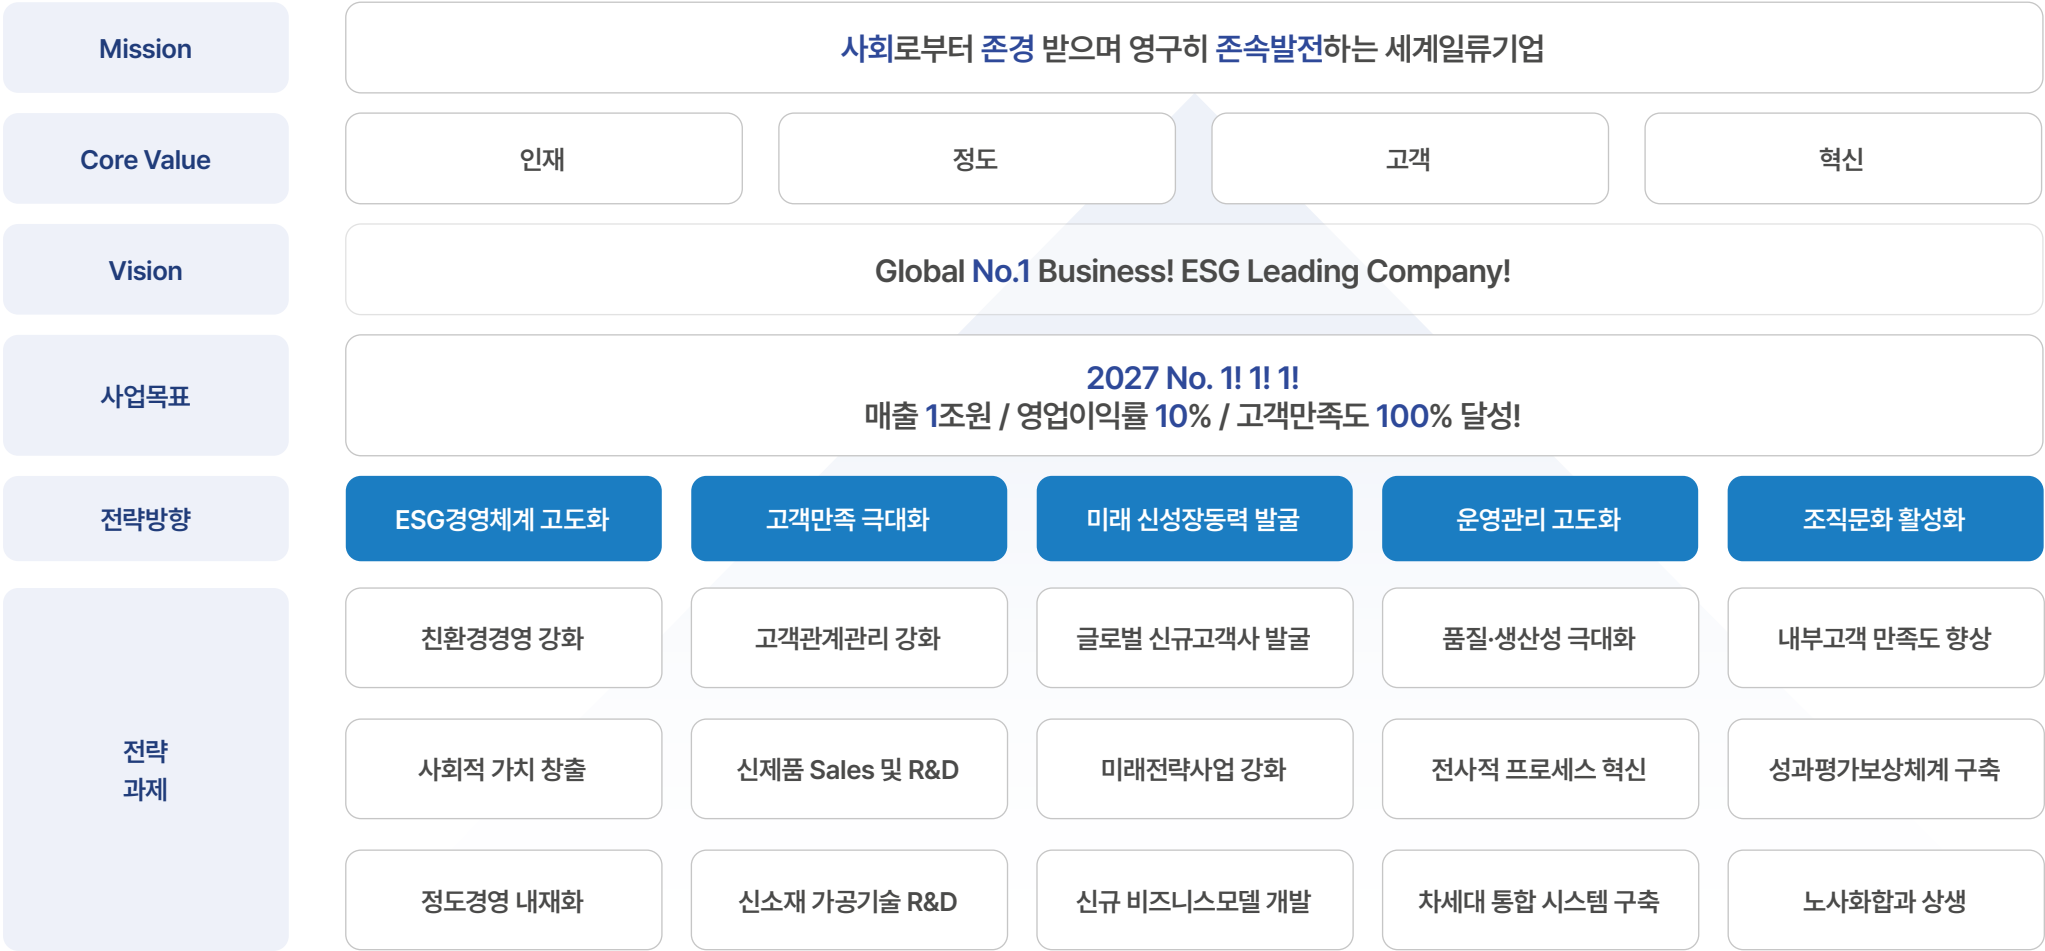 Mission
사회로부터 존경 받으며 영구히 존속발전하는 세계일류기업
Core Value
인재
정도
고객
혁신
Vision
Global No.1 Business! ESG Leading Company!
사업목표
2027 No. 1! 1! 1!
매출 1조원 / 영업이익률 10% / 고객만족도 100% 달성!
전략방향
ESG경영체계 고도화
고객만족 극대화
미래 신성장동력 발굴
운영관리 고도화
조직문화 활성화
전략
과제
친환경경영 강화
고객관계관리 강화
글로벌 신규고객사 발굴
품질·생산성 극대화
내부고객 만족도 향상
사회적 가치 창출
신제품 Sales 및 R&D
미래전략사업 강화
전사적 프로세스 혁신
성과평가보상체계 구축
정도경영 내재화
신소재 가공기술 R&D
신규 비즈니스모델 개발
차세대 통합 시스템 구축
노사화합과 상생